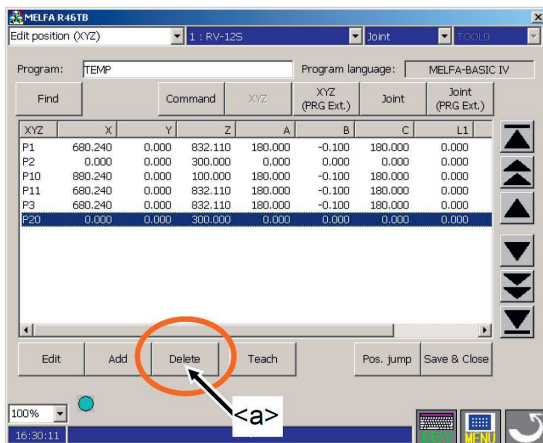 MELFA R46TB
Edit position (XYZ) 1 : RV-12S Joint TOOL0
Program: TEMP Program language: MELFA-BASIC IV
Find Command XYZ XYZ (PRG Ext.) Joint Joint (PRG Ext.)
XYZ X Y Z A B C L1
P1 680.240 0.000 832.110 180.000 -0.100 180.000 0.000
P2 0.000 0.000 300.000 0.000 0.000 0.000 0.000
P10 880.240 0.000 100.000 180.000 -0.100 180.000 0.000
P11 680.240 0.000 832.110 180.000 -0.100 180.000 0.000
P3 680.240 0.000 832.110 180.000 -0.100 180.000 0.000
P20 0.000 0.000 300.000 0.000 0.000 0.000 0.000
Edit Add Delete Teach Pos. jump Save & Close
<a>
100%
16:30:11 KEY MENU